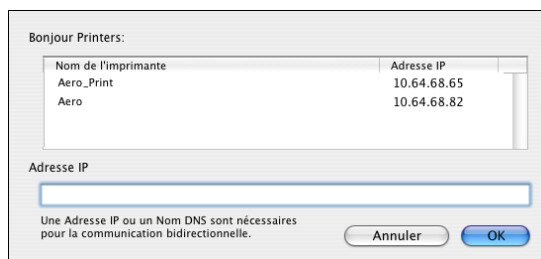 Bonjour Printers:
Nom de l'imprimante Adresse IP
Aero_Print 10.64.68.65
Aero 10.64.68.82
Adresse IP
Une Adresse IP ou un Nom DNS sont nécessaires
pour la communication bidirectionnelle.
Annuler OK